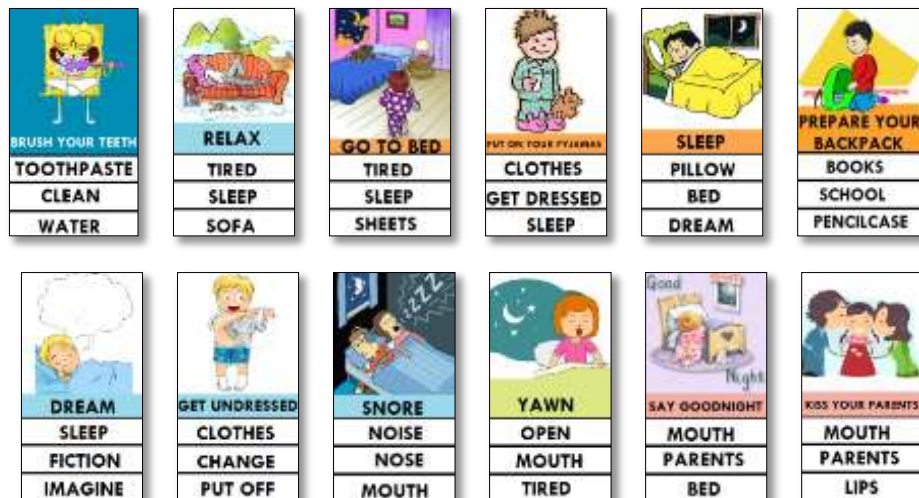 BRUSH YOUR TEETH
TOOTHPASTE
CLEAN
WATER
RELAX
TIRED
SLEEP
SOFA
GO TO BED
TIRED
SLEEP
SHEETS
PUT ON YOUR PYJAMAS
CLOTHES
GET DRESSED
SLEEP
SLEEP
PILLOW
BED
DREAM
PREPARE YOUR
BACKPACK
BOOKS
SCHOOL
PENCILCASE
DREAM
SLEEP
FICTION
IMAGINE
GET UNDRESSED
CLOTHES
CHANGE
PUT OFF
ZZZZ
SNORE
NOISE
NOSE
MOUTH
YAWN
OPEN
MOUTH
TIRED
Good
Night
SAY GOODNIGHT
MOUTH
PARENTS
BED
KISS YOUR PARENTS
MOUTH
PARENTS
LIPS